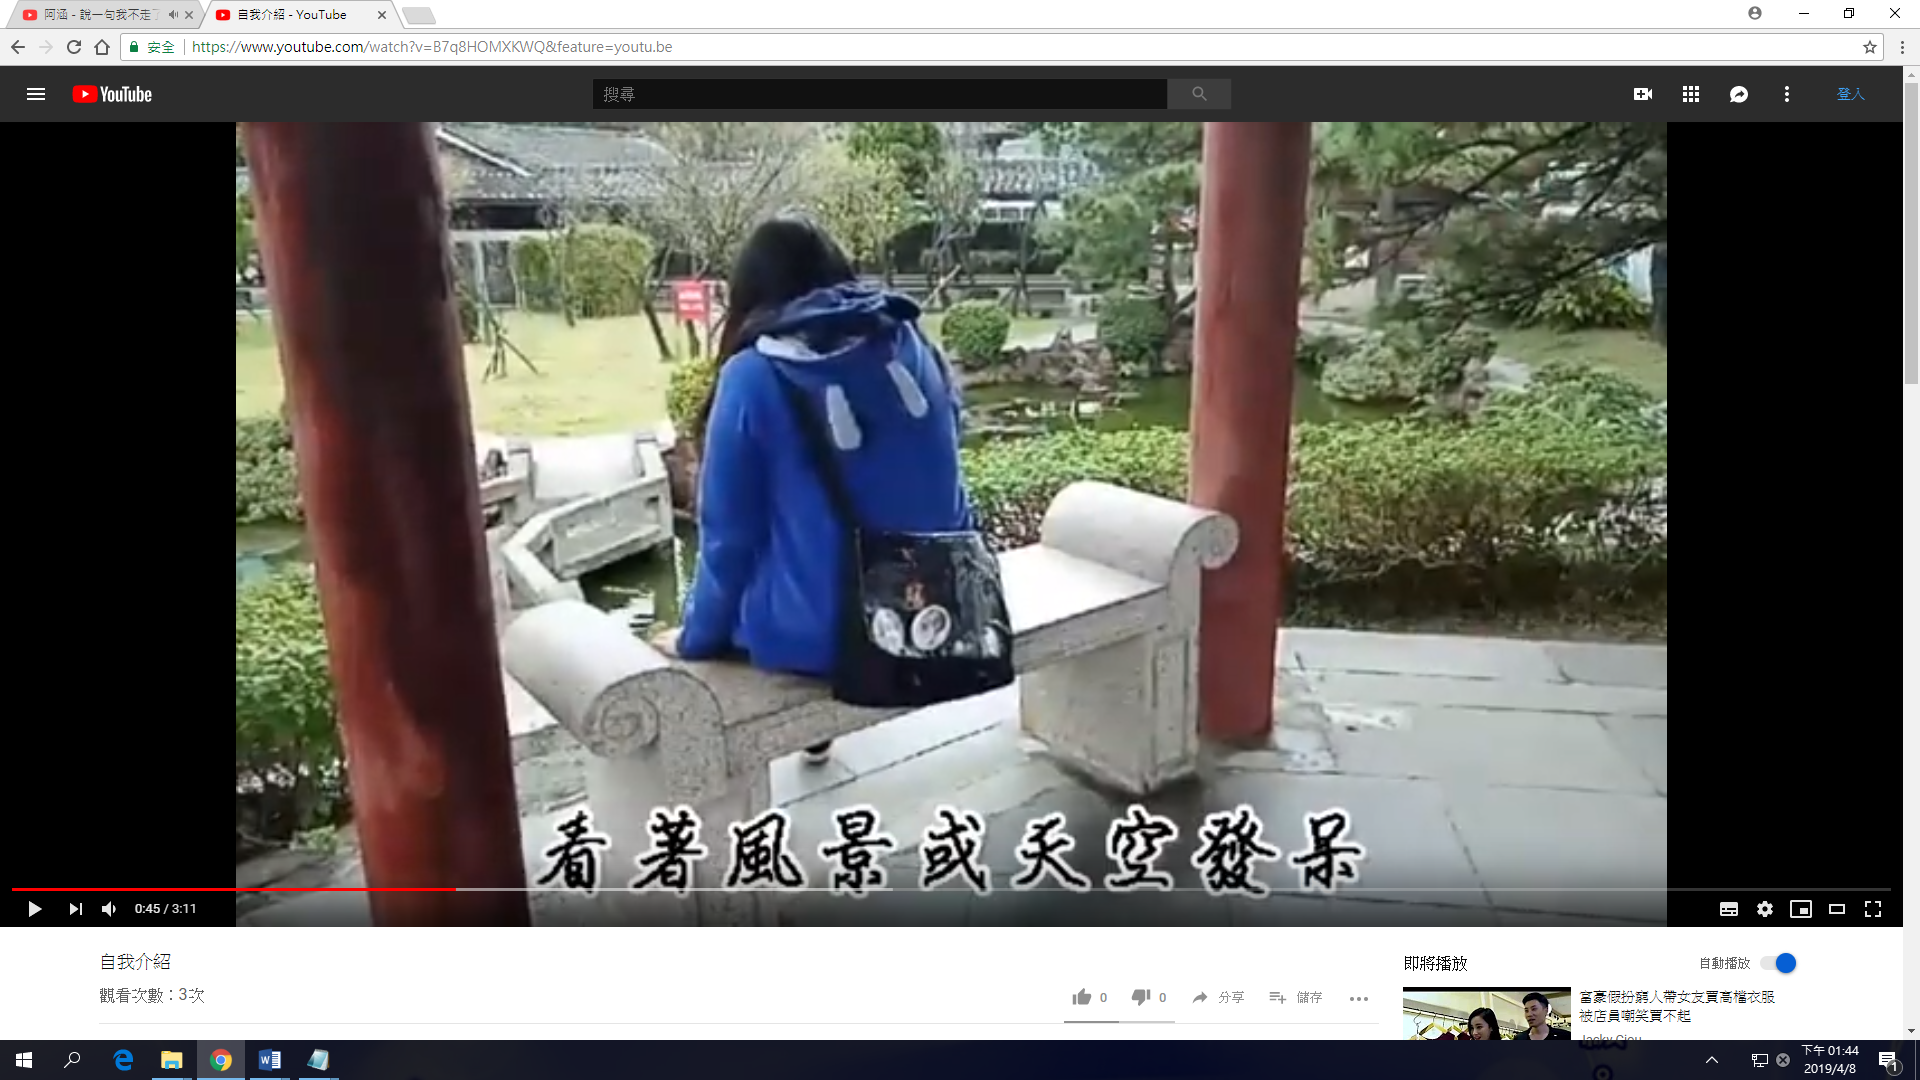 阿涵 - 說一句我不走了
自我介紹 - YouTube
安全
https://www.youtube.com/watch?v=B7q8HOMXKWQ&feature=youtu.be
YouTube
搜尋
登入
看著風景或天空發呆
0:45 / 3:11
自我介紹
觀看次數：3次
0
0
分享
儲存
即將播放
自動播放
富豪假扮窮人帶女友買高檔衣服
被店員嘲笑買不起
Jacky Ciou
下午 01:44
2019/4/8
1